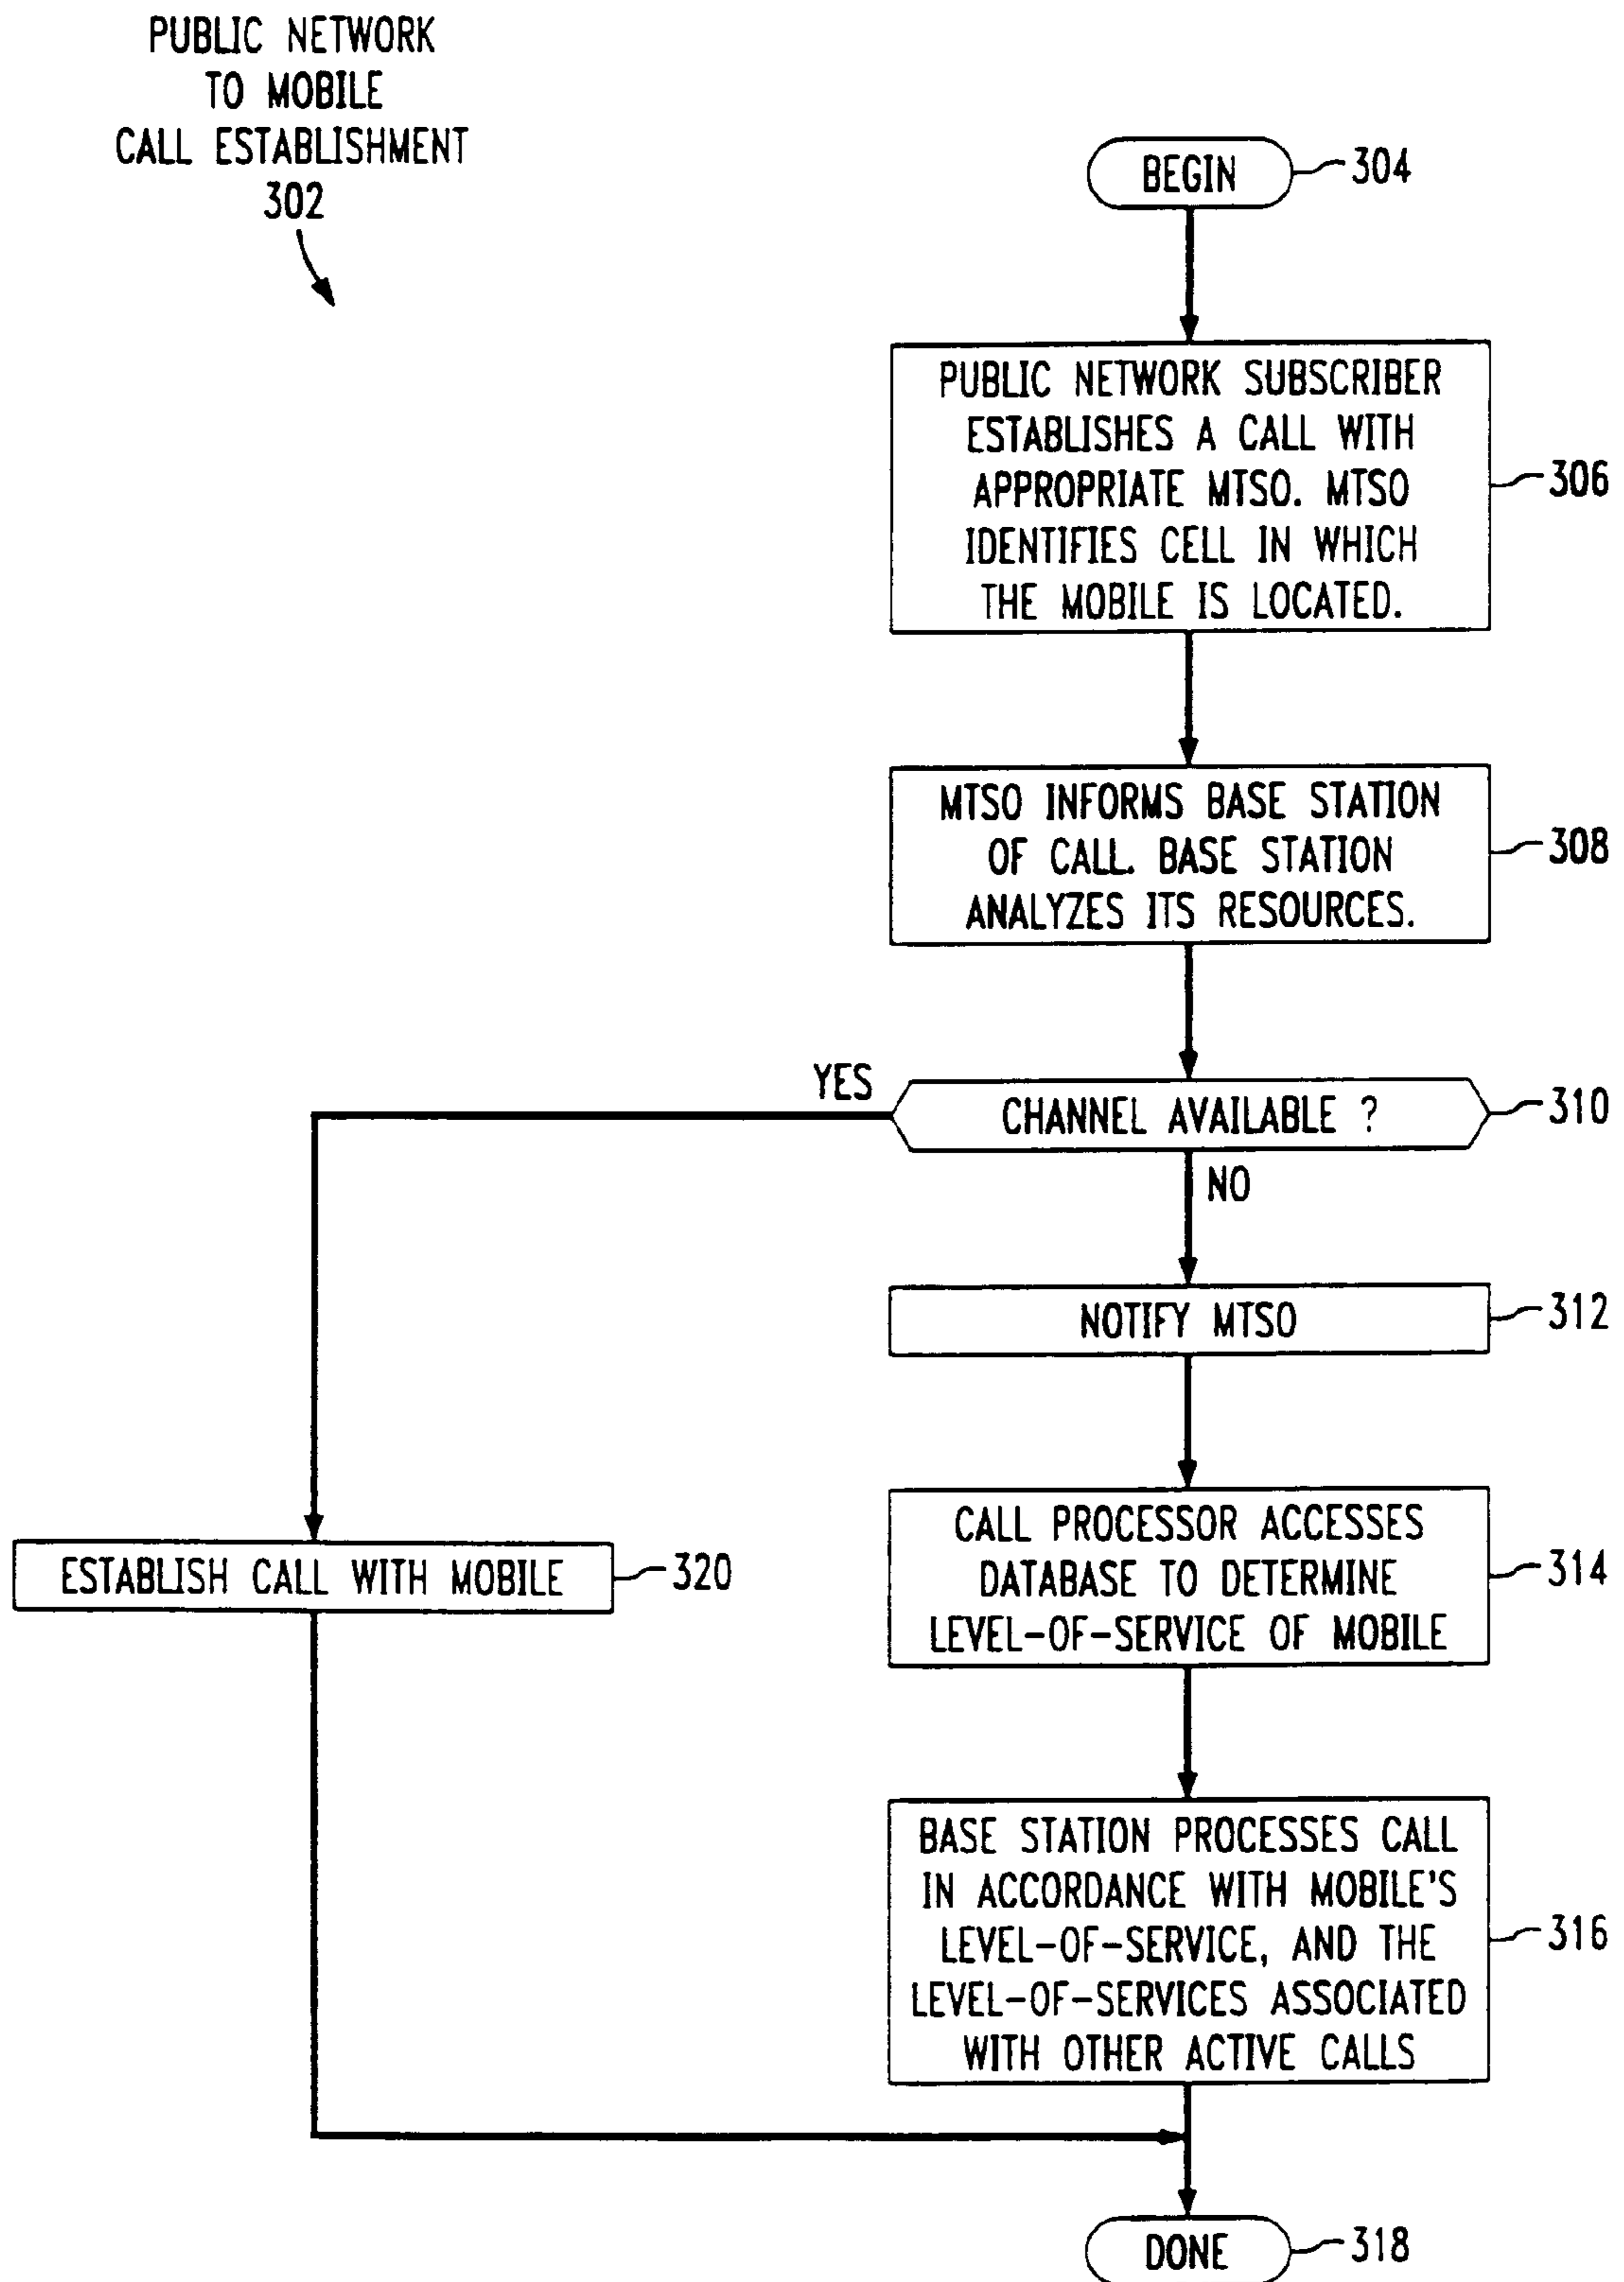 PUBLIC NETWORK
TO MOBILE
CALL ESTABLISHMENT
302
BEGIN
304
PUBLIC NETWORK SUBSCRIBER
ESTABLISHES A CALL WITH
APPROPRIATE MTSO. MTSO
IDENTIFIES CELL IN WHICH
THE MOBILE IS LOCATED.
306
MTSO INFORMS BASE STATION
OF CALL. BASE STATION
ANALYZES ITS RESOURCES.
308
YES
CHANNEL AVAILABLE ?
310
NO
NOTIFY MTSO
312
CALL PROCESSOR ACCESSES
DATABASE TO DETERMINE
LEVEL-OF-SERVICE OF MOBILE
314
ESTABLISH CALL WITH MOBILE
320
BASE STATION PROCESSES CALL
IN ACCORDANCE WITH MOBILE'S
LEVEL-OF-SERVICE, AND THE
LEVEL-OF-SERVICES ASSOCIATED
WITH OTHER ACTIVE CALLS
316
DONE
318